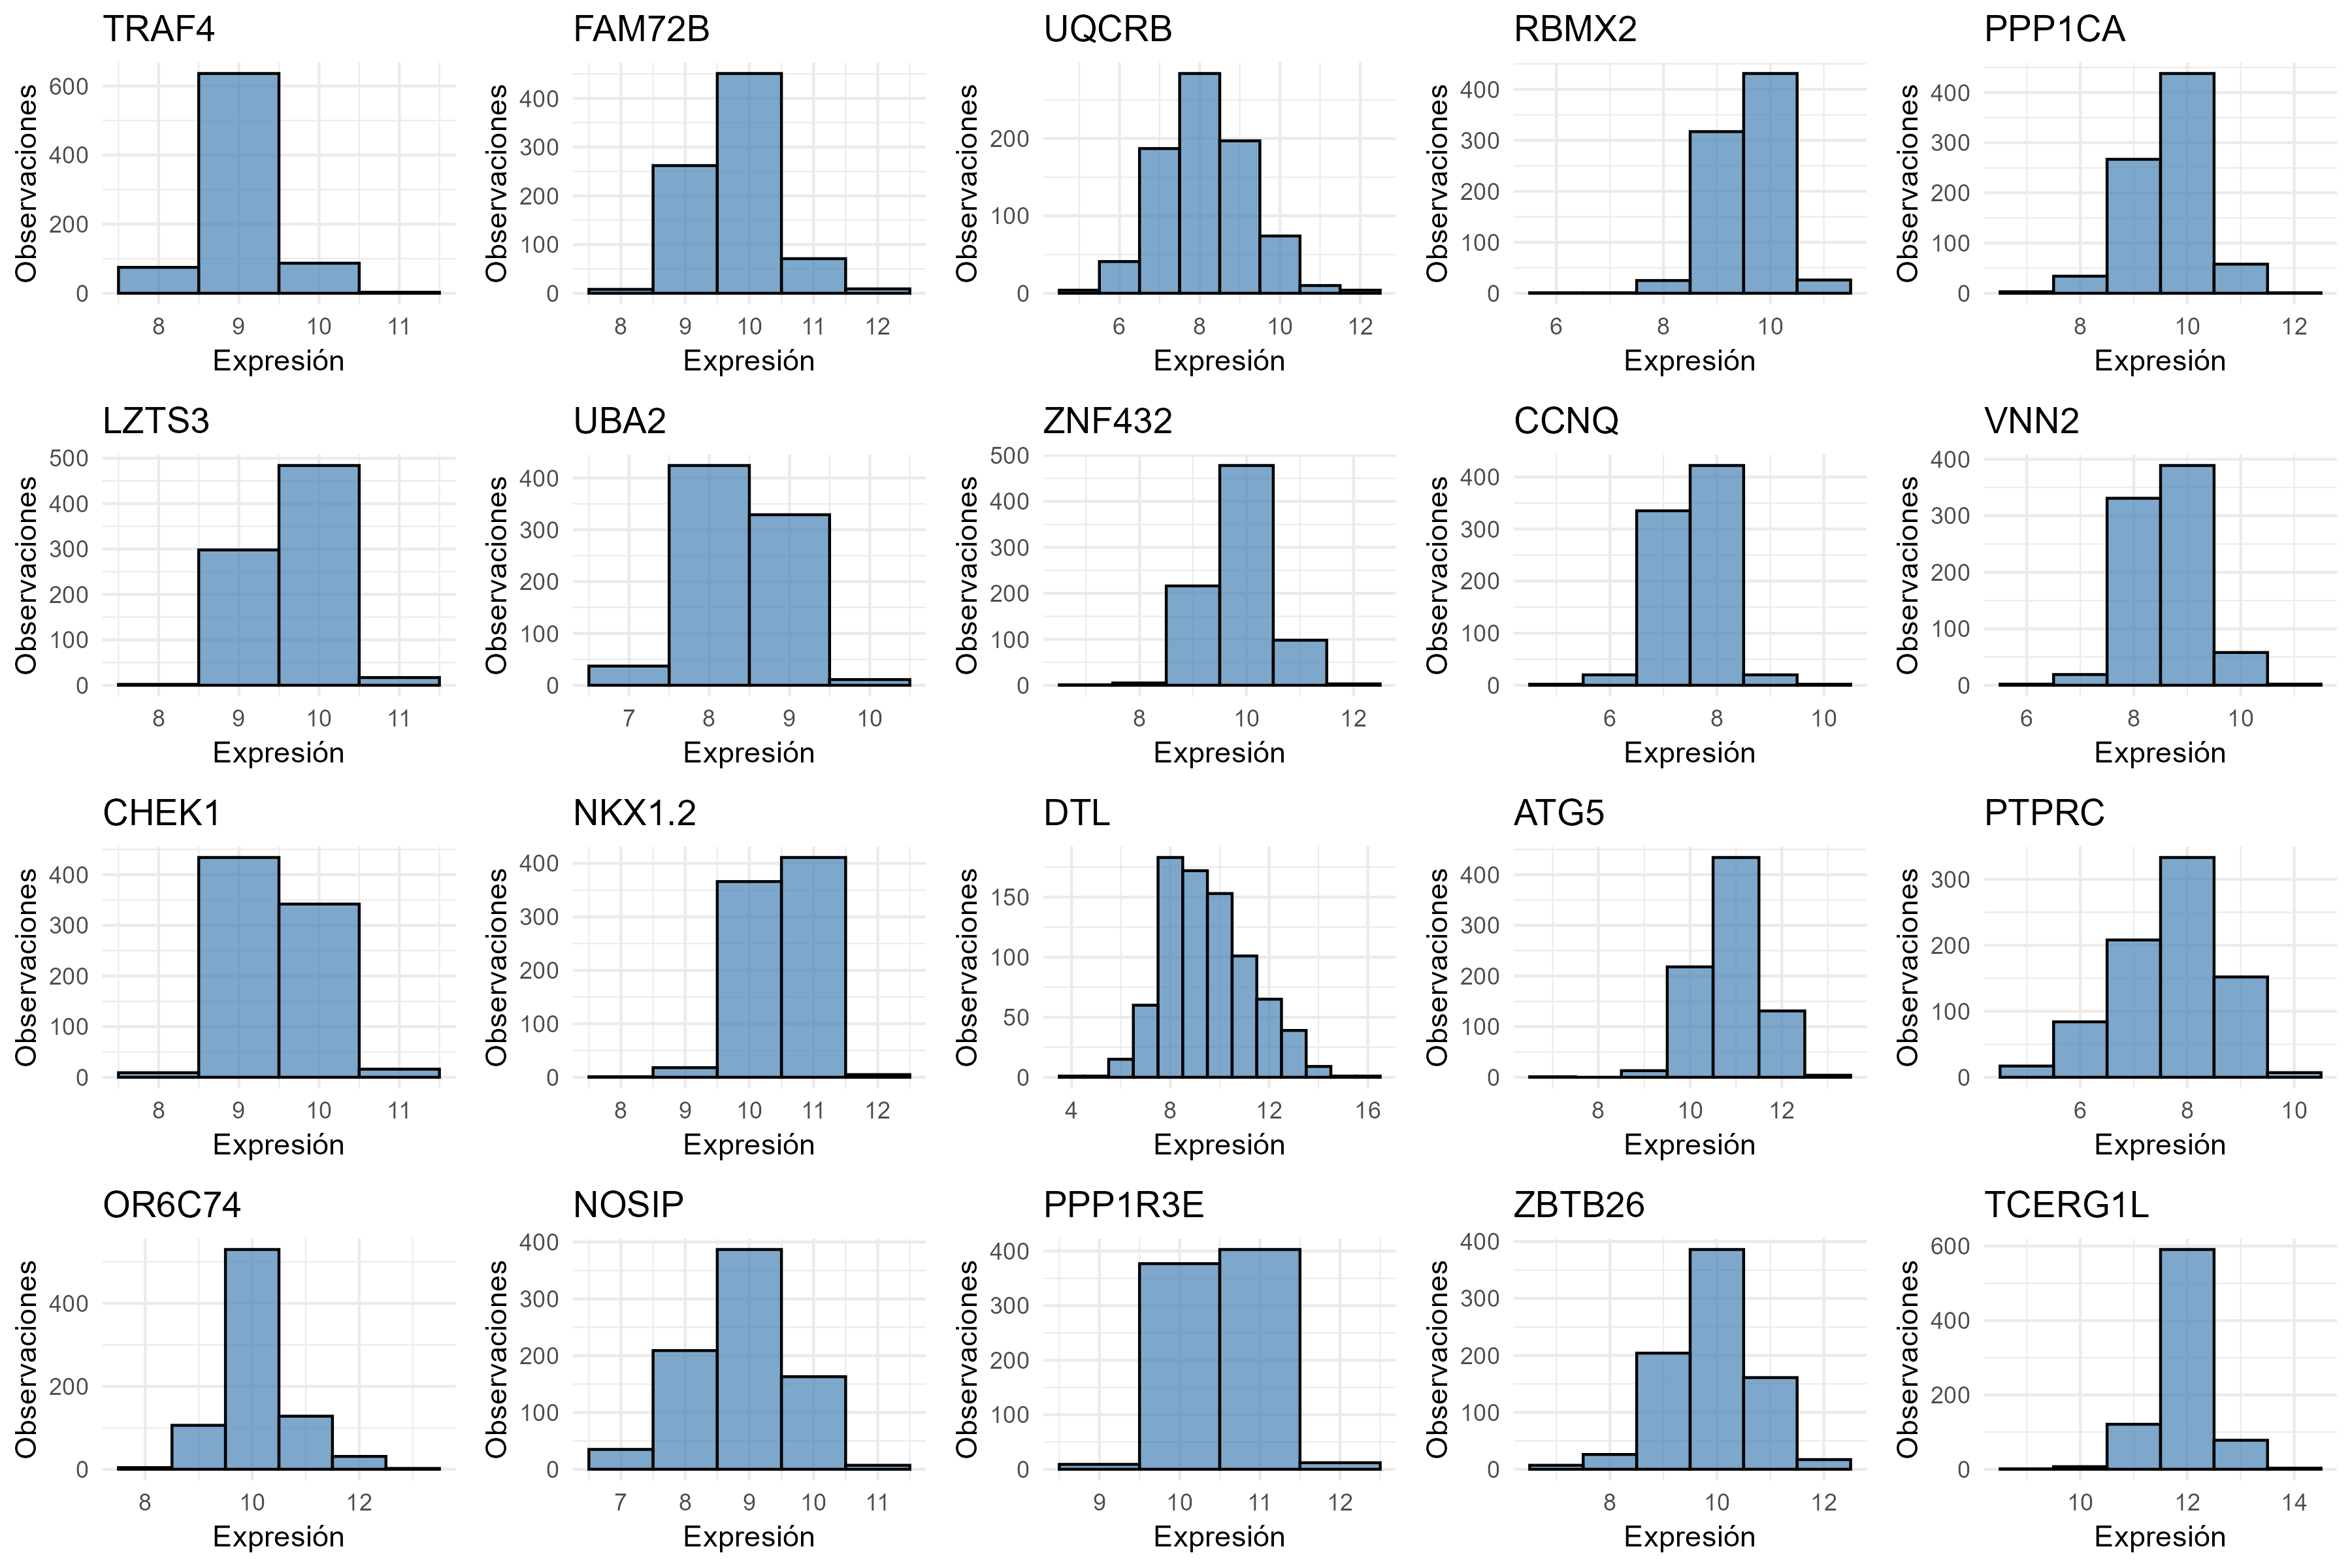 TRAF4 FAM72B UQCRB RBMX2 PPP1CA
Observaciones 600 400 200 0 Observaciones 400 300 200 100 0 Observaciones 200 100 0 Observaciones 400 300 200 100 0 Observaciones 400 300 200 100 0
8 9 10 11 8 9 10 11 12 6 8 10 12 6 8 10 8 10 12
Expresión Expresión Expresión Expresión Expresión
LZTS3 UBA2 ZNF432 CCNQ VNN2
Observaciones 500 400 300 200 100 0 Observaciones 400 300 200 100 0 Observaciones 500 400 300 200 100 0 Observaciones 400 300 200 100 0 Observaciones 400 300 200 100 0
8 9 10 11 7 8 9 10 8 10 12 6 8 10 6 8 10
Expresión Expresión Expresión Expresión Expresión
CHEK1 NKX1.2 DTL ATG5 PTPRC
Observaciones 400 300 200 100 0 Observaciones 400 300 200 100 0 Observaciones 150 100 50 0 Observaciones 400 300 200 100 0 Observaciones 300 200 100 0
8 9 10 11 8 9 10 11 12 4 8 12 16 8 10 12 6 8 10
Expresión Expresión Expresión Expresión Expresión
OR6C74 NOSIP PPP1R3E ZBTB26 TCERG1L
Observaciones 400 200 0 Observaciones 400 300 200 100 0 Observaciones 400 300 200 100 0 Observaciones 400 300 200 100 0 Observaciones 600 400 200 0
8 10 12 7 8 9 10 11 9 10 11 12 8 10 12 10 12 14
Expresión Expresión Expresión Expresión Expresión